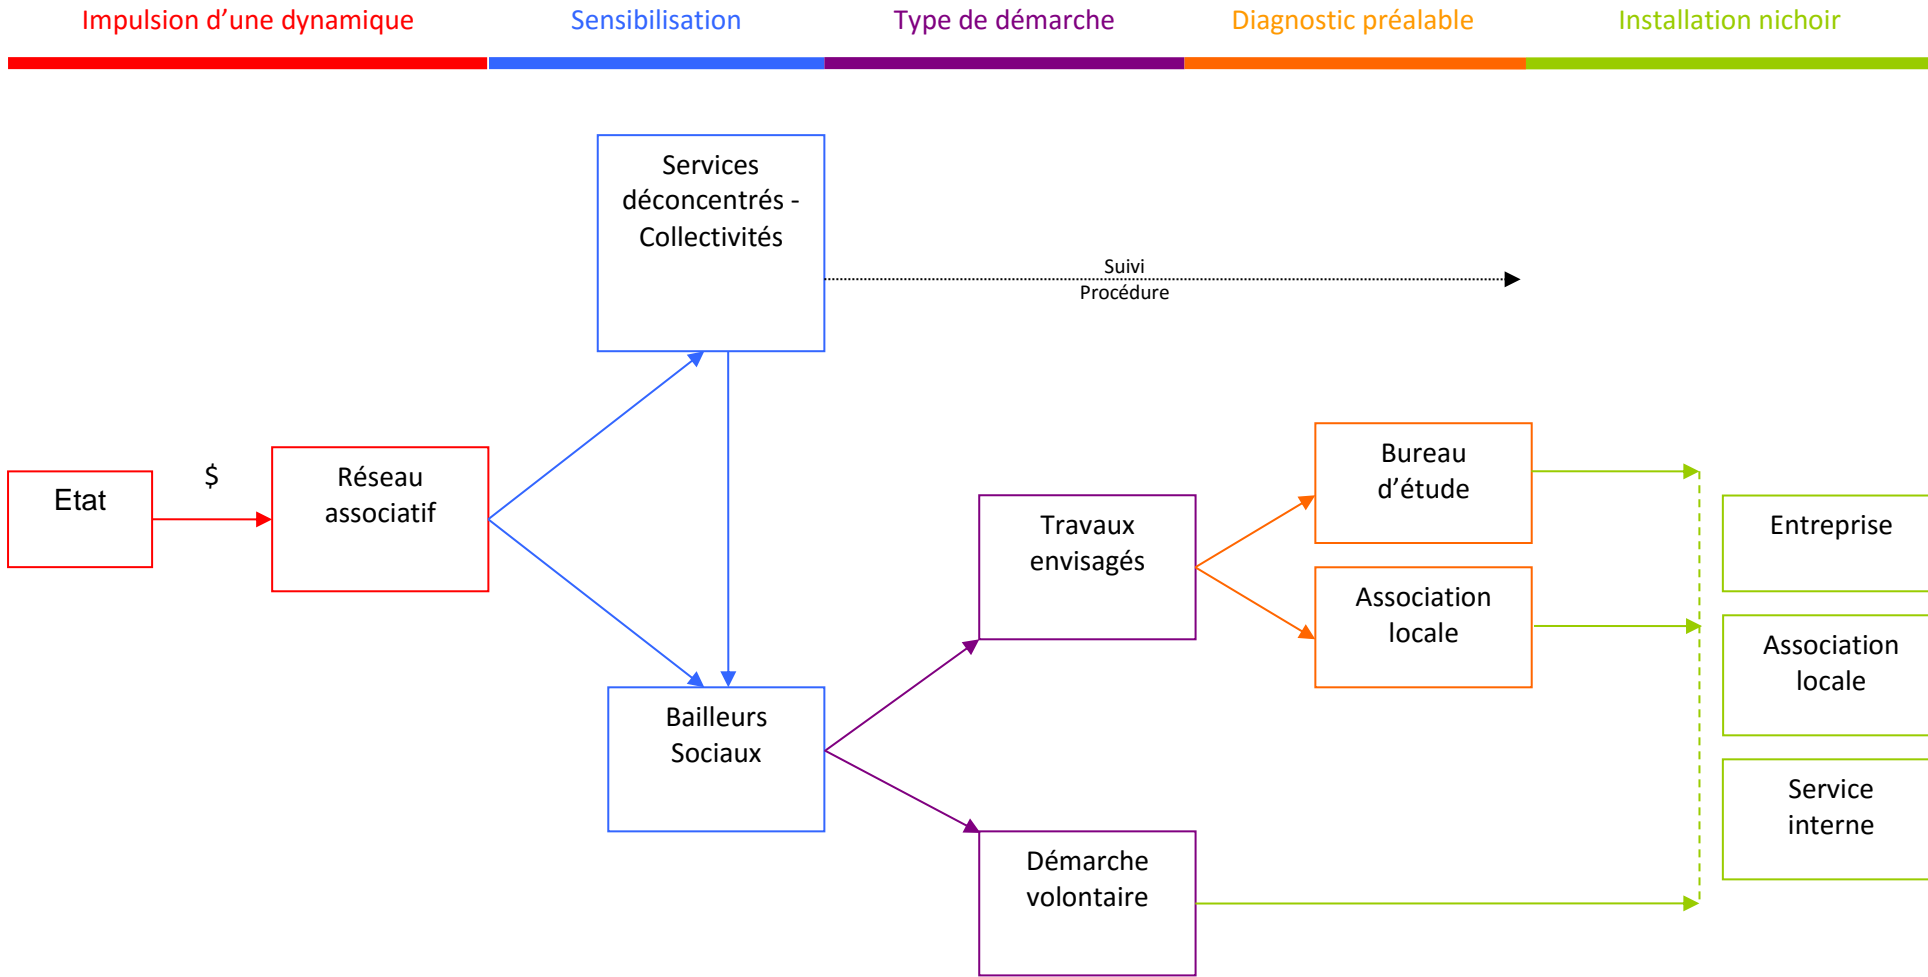 Impulsion d’une dynamique
Sensibilisation
Type de démarche
Diagnostic préalable
Installation nichoir
Services
déconcentrés -
Collectivités
Suivi
Procédure
Etat
$
Réseau
associatif
Bailleurs
Sociaux
Travaux
envisagés
Démarche
volontaire
Bureau
d’étude
Association
locale
Entreprise
Association
locale
Service
interne